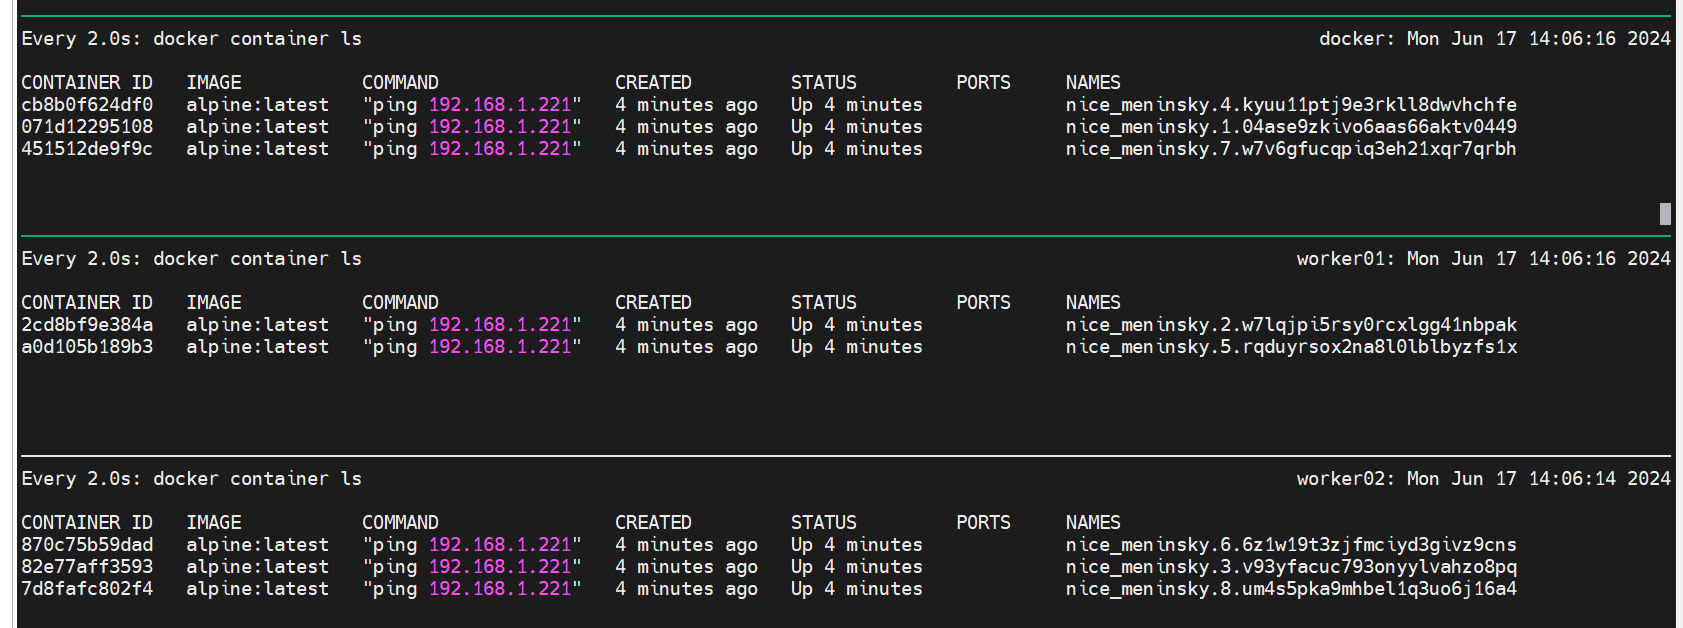 Every 2.0s: docker container ls docker: Mon Jun 17 14:06:16 2024
CONTAINER ID IMAGE COMMAND CREATED STATUS PORTS NAMES
cb8b0f624df0 alpine:latest "ping 192.168.1.221" 4 minutes ago Up 4 minutes nice_meninsky.4.kyuu11ptj9e3rkll8dwvhchfe
071d12295108 alpine:latest "ping 192.168.1.221" 4 minutes ago Up 4 minutes nice_meninsky.1.04ase9zkivo6aas66aktv0449
451512de9f9c alpine:latest "ping 192.168.1.221" 4 minutes ago Up 4 minutes nice_meninsky.7.w7v6gfucqpiq3eh21xqr7qrbh
Every 2.0s: docker container ls worker01: Mon Jun 17 14:06:16 2024
CONTAINER ID IMAGE COMMAND CREATED STATUS PORTS NAMES
2cd8bf9e384a alpine:latest "ping 192.168.1.221" 4 minutes ago Up 4 minutes nice_meninsky.2.w7lqjpi5rsy0rcxlgg41nbpak
a0d105b189b3 alpine:latest "ping 192.168.1.221" 4 minutes ago Up 4 minutes nice_meninsky.5.rqduyrsox2na8l0lblbyzfs1x
Every 2.0s: docker container ls worker02: Mon Jun 17 14:06:14 2024
CONTAINER ID IMAGE COMMAND CREATED STATUS PORTS NAMES
870c75b59dad alpine:latest "ping 192.168.1.221" 4 minutes ago Up 4 minutes nice_meninsky.6.6z1w19t3zjfmciyd3givz9cns
82e77aff3593 alpine:latest "ping 192.168.1.221" 4 minutes ago Up 4 minutes nice_meninsky.3.v93yfacuc793onyylvahzo8pq
7d8fafc802f4 alpine:latest "ping 192.168.1.221" 4 minutes ago Up 4 minutes nice_meninsky.8.um4s5pka9mhbel1q3uo6j16a4